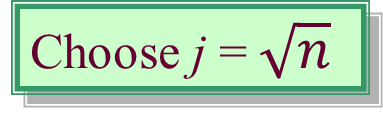 Choose j = √n